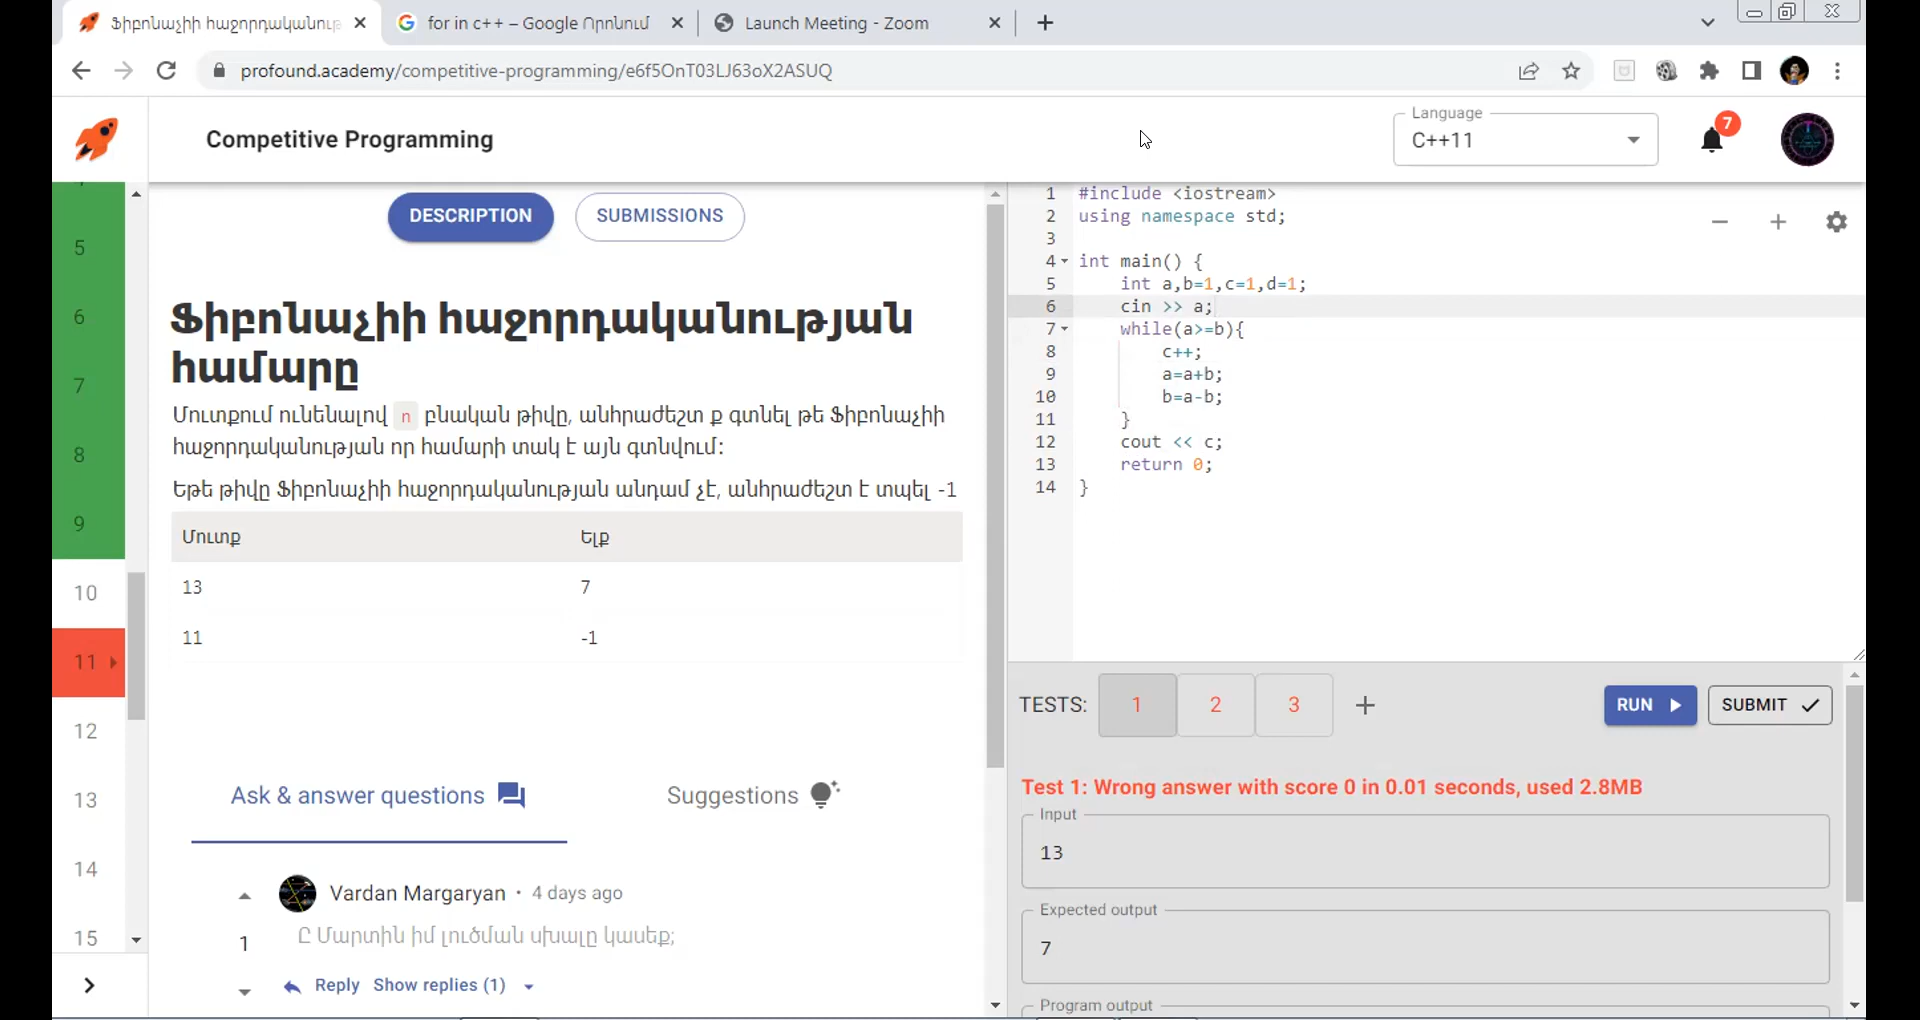 Ֆիբոնաչիի հաջորդականութ
for in c++ – Google Որոնում
Launch Meeting - Zoom
profound.academy/competitive-programming/e6f5OnT03LJ63oX2ASUQ
Competitive Programming
Language
C++11
7
5
6
7
8
9
10
11
12
13
14
15
DESCRIPTION
SUBMISSIONS
Ֆիբոնաչիի հաջորդականության
համարը
Մուտքում ունենալով n բնական թիվը, անհրաժեշտ ք գտնել թե Ֆիբոնաչիի
հաջորդականության որ համարի տակ է այն գտնվում:
Եթե թիվը Ֆիբոնաչիի հաջորդականության անդամ չէ, անհրաժեշտ է տպել -1
Մուտք Ելք
13 7
11 -1
Ask & answer questions
Suggestions
Vardan Margaryan • 4 days ago
1
Ը Մարտին իմ լուծման սխալը կասեք;
Reply Show replies (1)
1 #include <iostream>
2 using namespace std;
3
4 int main() {
5 int a,b=1,c=1,d=1;
6 cin >> a;
7 while(a>=b){
8 c++;
9 a=a+b;
10 b=a-b;
11 }
12 cout << c;
13 return 0;
14 }
TESTS: 1 2 3 +
RUN
SUBMIT
Test 1: Wrong answer with score 0 in 0.01 seconds, used 2.8MB
Input
13
Expected output
7
Program output